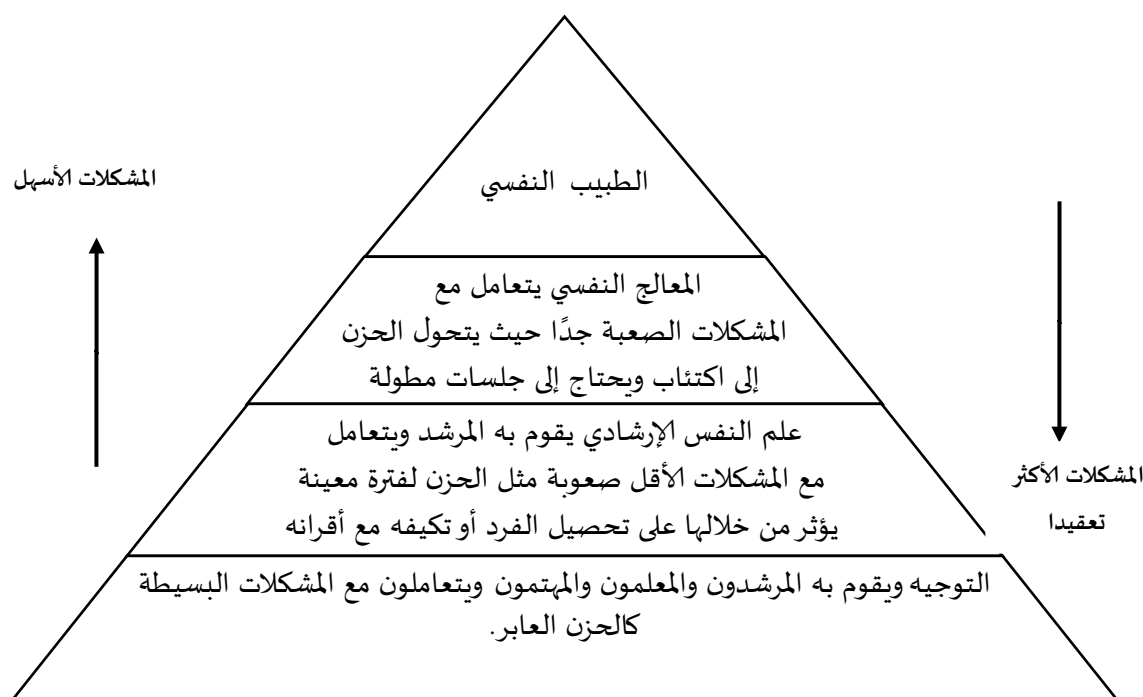 الطبيب النفسي
المشكلات الأسهل
المعالج النفسي يتعامل مع
المشكلات الصعبة جدًا حيث يتحول الحزن
إلى اكتئاب ويحتاج إلى جلسات مطولة
علم النفس الإرشادي يقوم به المرشد ويتعامل
مع المشكلات الأقل صعوبة مثل الحزن لفترة معينة
يؤثر من خلالها على تحصيل الفرد أو تكيفه مع أقرانه
المشكلات الأكثر
تعقيدا
التوجيه ويقوم به المرشدون والمعلمون والمهتمون ويتعاملون مع المشكلات البسيطة
كالحزن العابر.